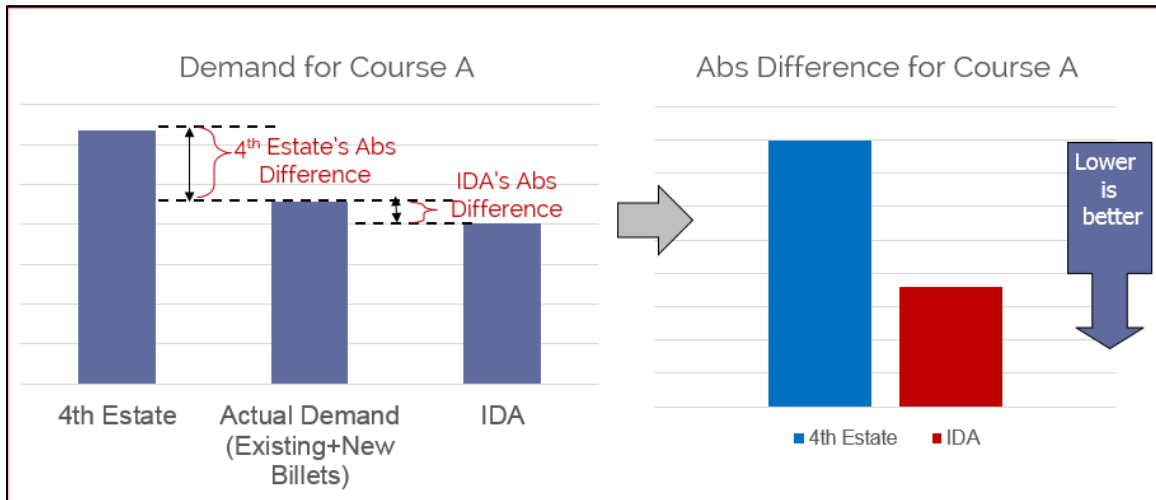 Demand for Course A
4th Estate's Abs
Difference
IDA's Abs
Difference
4th Estate
Actual Demand
(Existing+New
Billets)
IDA
Abs Difference for Course A
Lower
is
better
4th Estate
IDA